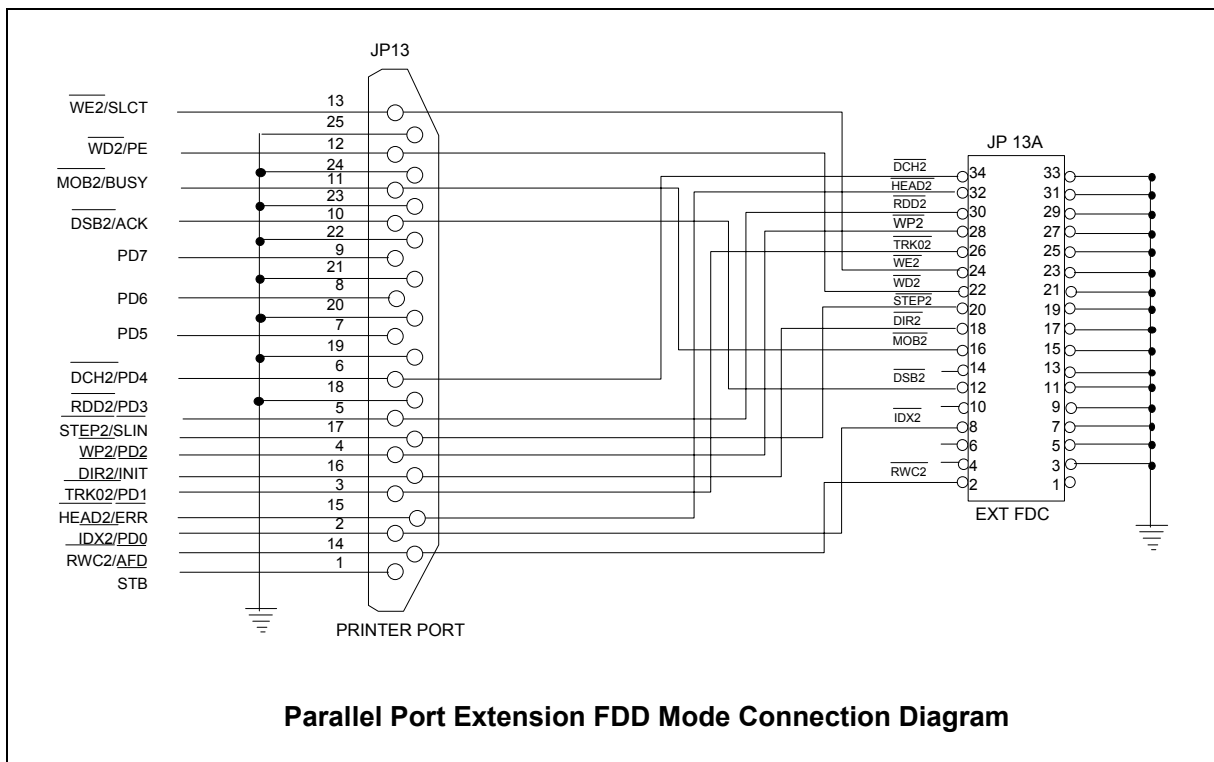 JP13
WE2/SLCT
13
25
WD2/PE
12
24
MOB2/BUSY
11
23
DSB2/ACK
10
22
PD7
9
21
PD6
8
20
PD5
7
19
DCH2/PD4
6
18
RDD2/PD3
5
STEP2/SLIN
17
WP2/PD2
4
DIR2/INIT
16
TRK02/PD1
3
HEAD2/ERR
15
IDX2/PD0
2
RWC2/AFD
14
STB
1
PRINTER PORT
JP 13A
DCH2
34 33
HEAD2
32 31
RDD2
30 29
WP2
28 27
TRK02
26 25
WE2
24 23
WD2
22 21
STEP2
20 19
DIR2
18 17
MOB2
16 15
14 13
DSB2
12 11
10 9
IDX2
8 7
6 5
4 3
RWC2
2 1
EXT FDC
Parallel Port Extension FDD Mode Connection Diagram